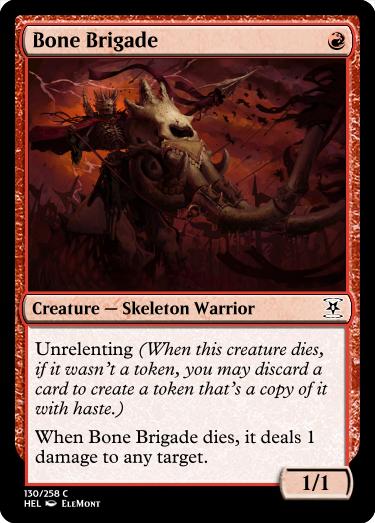 Bone Brigade
Creature — Skeleton Warrior
Unrelenting (When this creature dies,
if it wasn't a token, you may discard a
card to create a token that's a copy of it
with haste.)
When Bone Brigade dies, it deals 1
damage to any target.
1/1
130/258 C
HEL EleMont